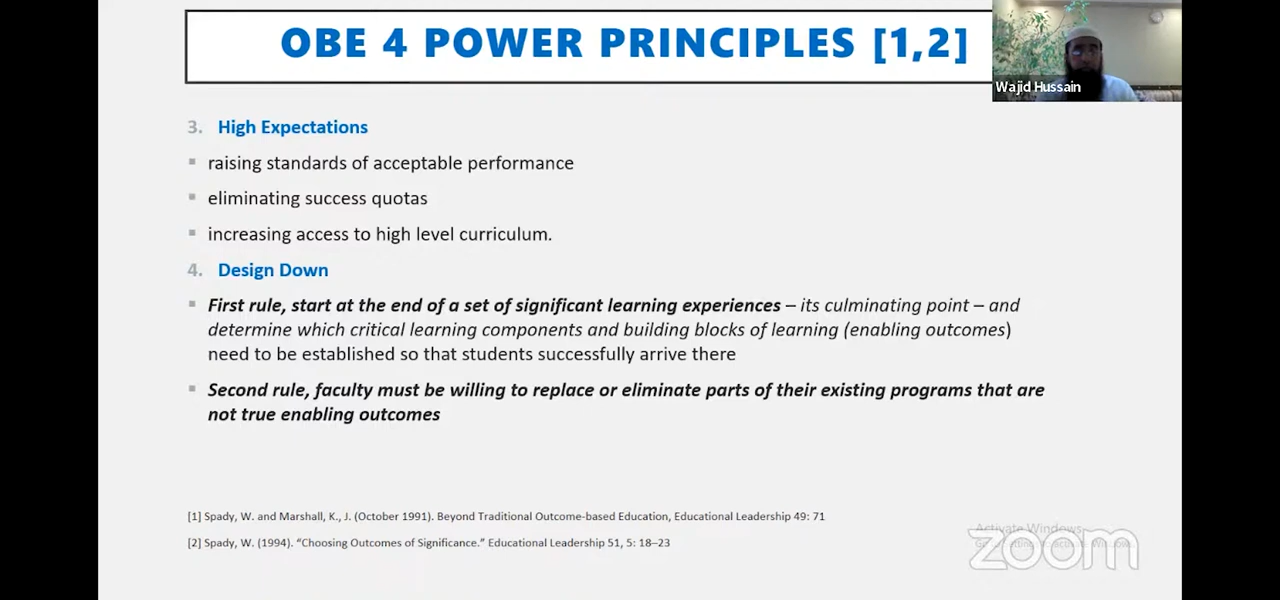 OBE 4 POWER PRINCIPLES [1,2]
Wajid Hussain
3. High Expectations
▪ raising standards of acceptable performance
▪ eliminating success quotas
▪ increasing access to high level curriculum.
4. Design Down
▪ First rule, start at the end of a set of significant learning experiences – its culminating point – and
determine which critical learning components and building blocks of learning (enabling outcomes)
need to be established so that students successfully arrive there
▪ Second rule, faculty must be willing to replace or eliminate parts of their existing programs that are
not true enabling outcomes
[1] Spady, W. and Marshall, K., J. (October 1991). Beyond Traditional Outcome-based Education, Educational Leadership 49: 71
[2] Spady, W. (1994). “Choosing Outcomes of Significance.” Educational Leadership 51, 5: 18–23
Activate Windows
zoom